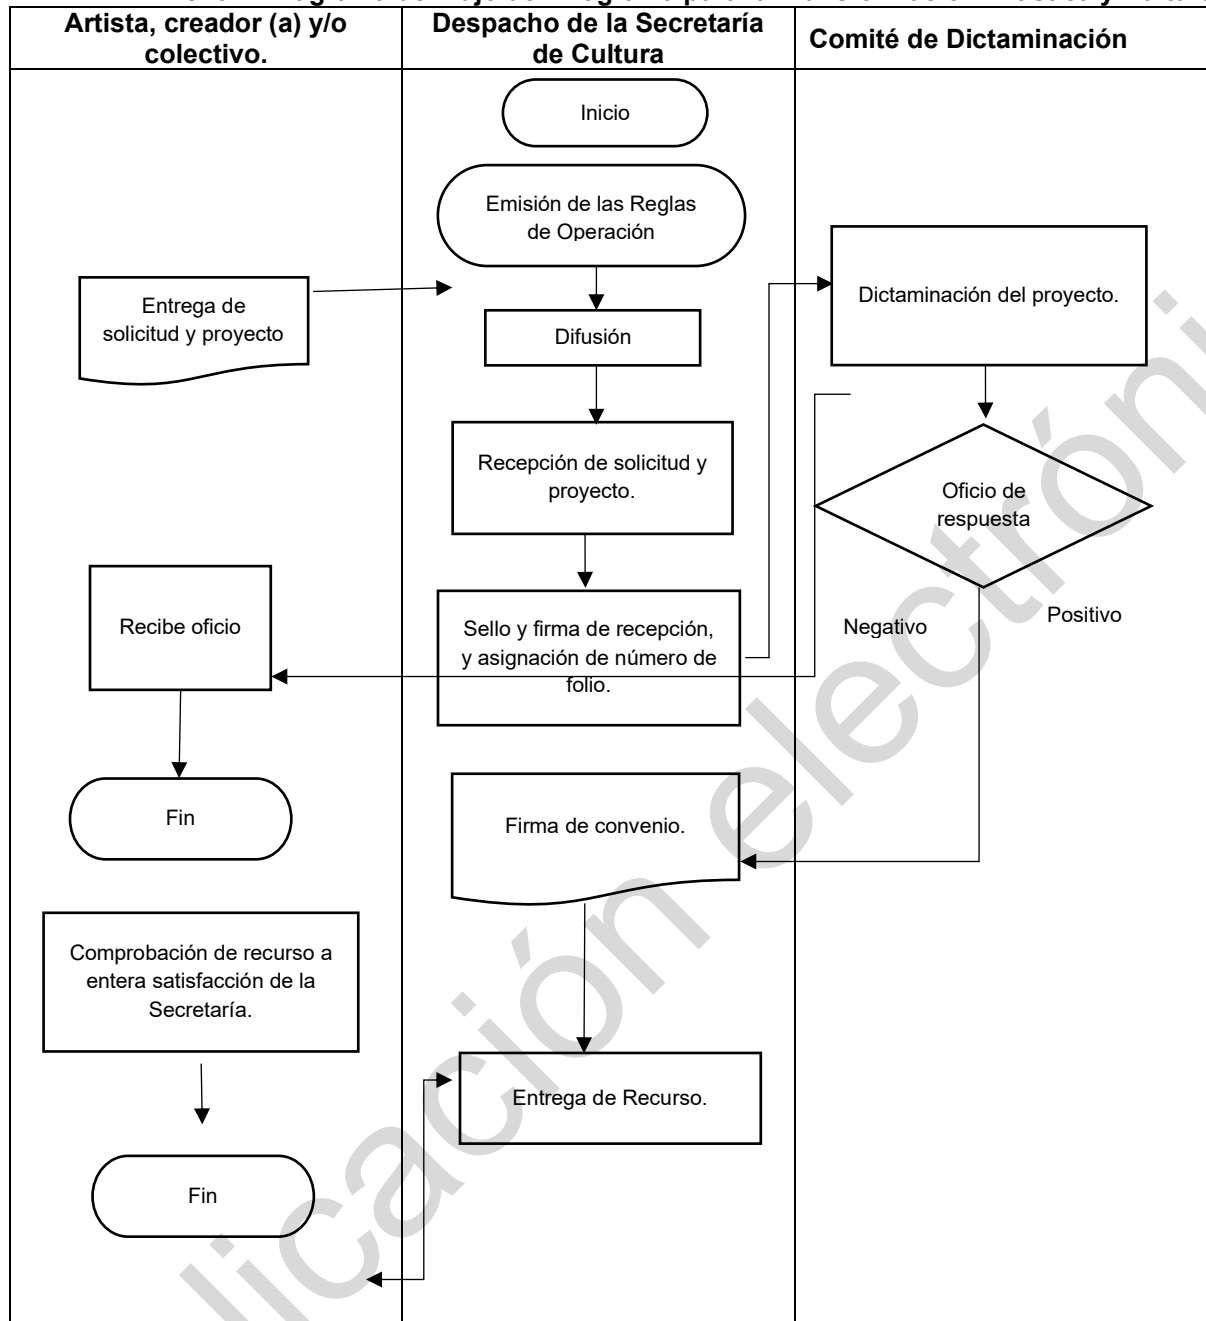 Artista, creador (a) y/o
colectivo.
Despacho de la Secretaría
de Cultura
Comité de Dictaminación
Inicio
Emisión de las Reglas
de Operación
Entrega de
solicitud y proyecto
Difusión
Dictaminación del proyecto.
Recepción de solicitud y
proyecto.
Oficio de
respuesta
Recibe oficio
Sello y firma de recepción,
y asignación de número de
folio.
Negativo
Positivo
Fin
Firma de convenio.
Comprobación de recurso a
entera satisfacción de la
Secretaría.
Entrega de Recurso.
Fin